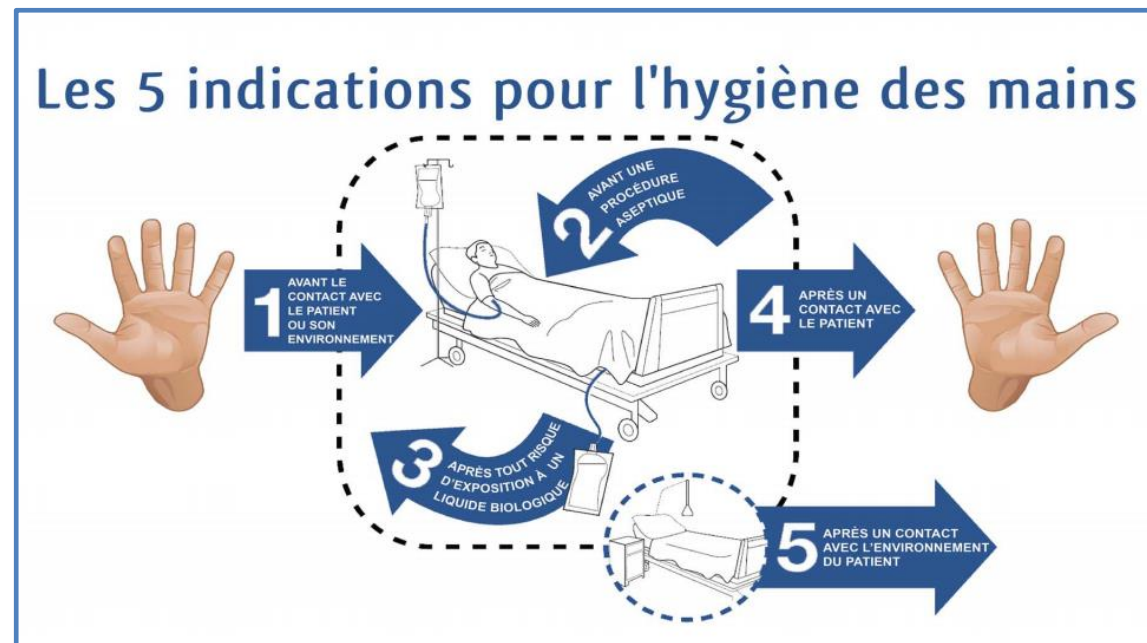 Les 5 indications pour l'hygiène des mains
1
AVANT LE
CONTACT AVEC
LE PATIENT
OU SON
ENVIRONNEMENT
2
AVANT UNE
PROCÉDURE
ASEPTIQUE
3
APRÈS TOUT RISQUE
D'EXPOSITION À UN
LIQUIDE BIOLOGIQUE
4
APRÈS UN
CONTACT AVEC
LE PATIENT
5
APRÈS UN CONTACT
AVEC L'ENVIRONNEMENT
DU PATIENT